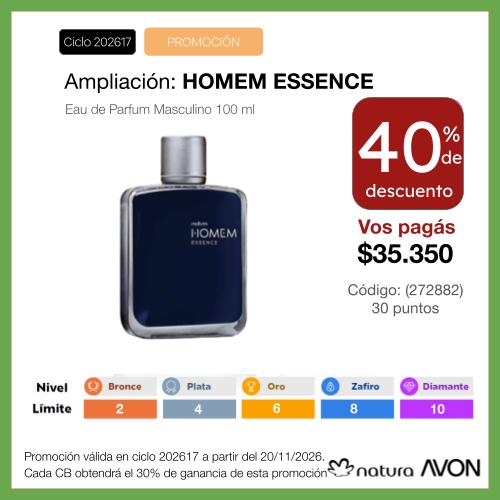 Ciclo 202617
PROMOCIÓN
Ampliación: HOMEM ESSENCE
Eau de Parfum Masculino 100 ml
natura
HOMEM
ESSENCE
40% de
descuento
Vos pagás
$35.350
Código: (272882)
30 puntos
Nivel Bronce Plata Oro Zafiro Diamante
Límite 2 4 6 8 10
Promoción válida en ciclo 202617 a partir del 20/11/2026.
Cada CB obtendrá el 30% de ganancia de esta promoción
natura AVON